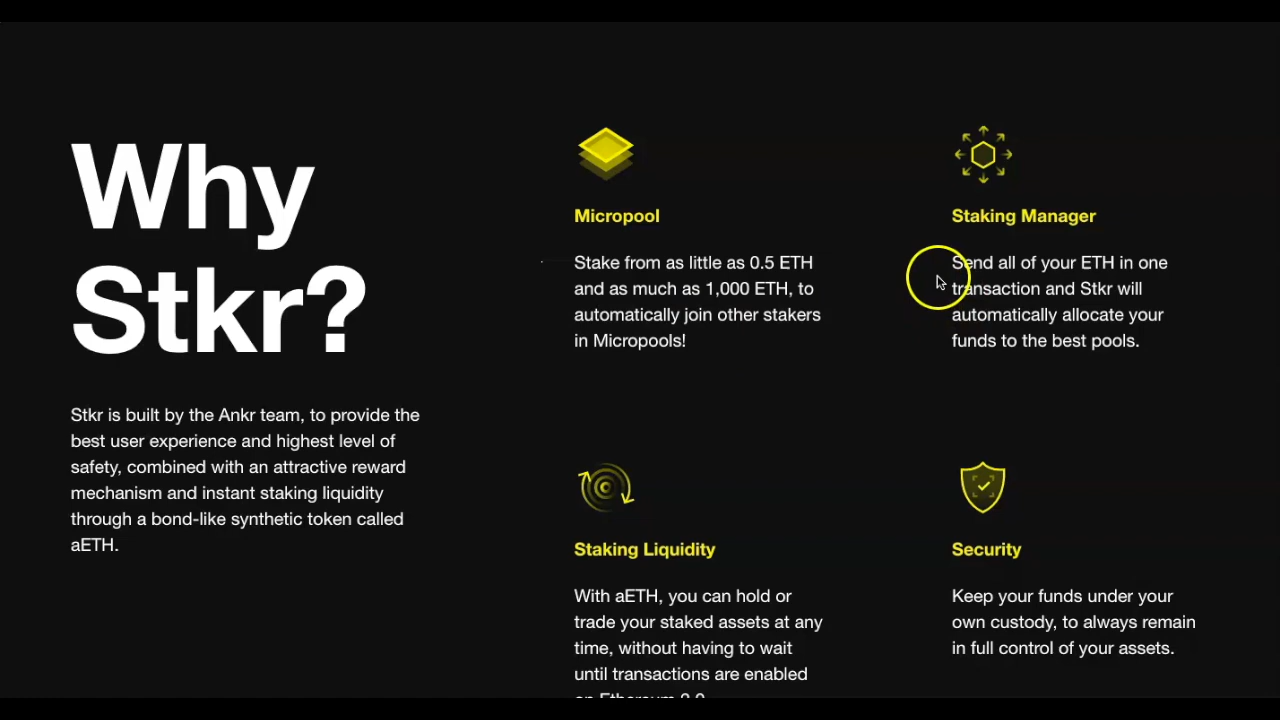 Why
Stkr?
Stkr is built by the Ankr team, to provide the
best user experience and highest level of
safety, combined with an attractive reward
mechanism and instant staking liquidity
through a bond-like synthetic token called
aETH.
Micropool
Stake from as little as 0.5 ETH
and as much as 1,000 ETH, to
automatically join other stakers
in Micropools!
Staking Manager
Send all of your ETH in one
transaction and Stkr will
automatically allocate your
funds to the best pools.
Staking Liquidity
With aETH, you can hold or
trade your staked assets at any
time, without having to wait
until transactions are enabled
on Ethereum 2.0
Security
Keep your funds under your
own custody, to always remain
in full control of your assets.